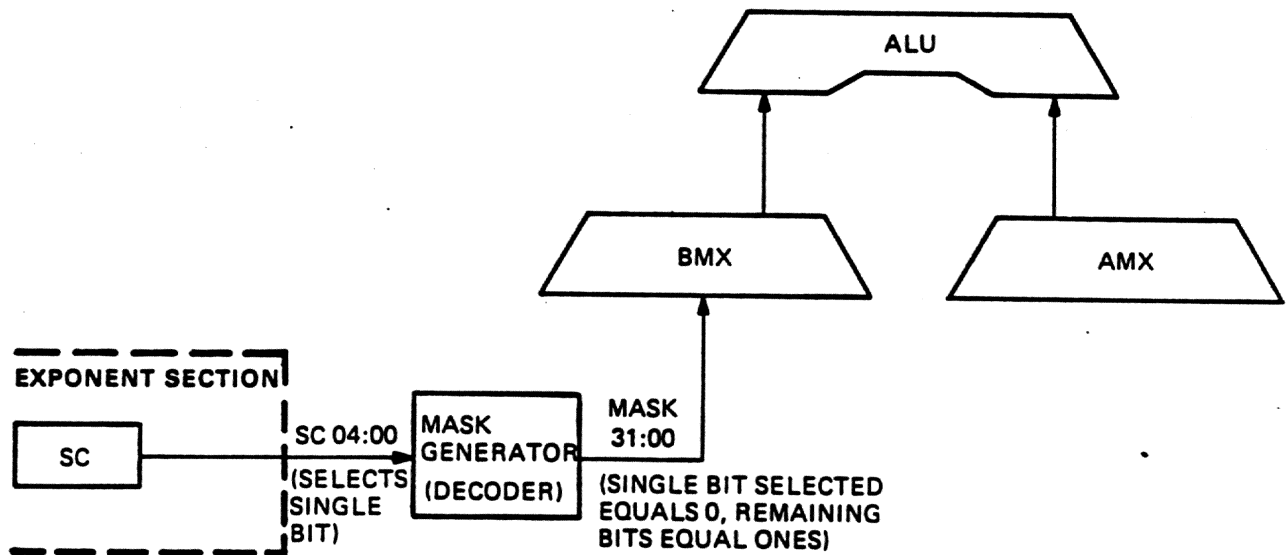 ALU
BMX
AMX
EXPONENT SECTION
SC
SC 04:00
(SELECTS
SINGLE
BIT)
MASK
GENERATOR
(DECODER)
MASK
31:00
(SINGLE BIT SELECTED
EQUALS 0, REMAINING
BITS EQUAL ONES)